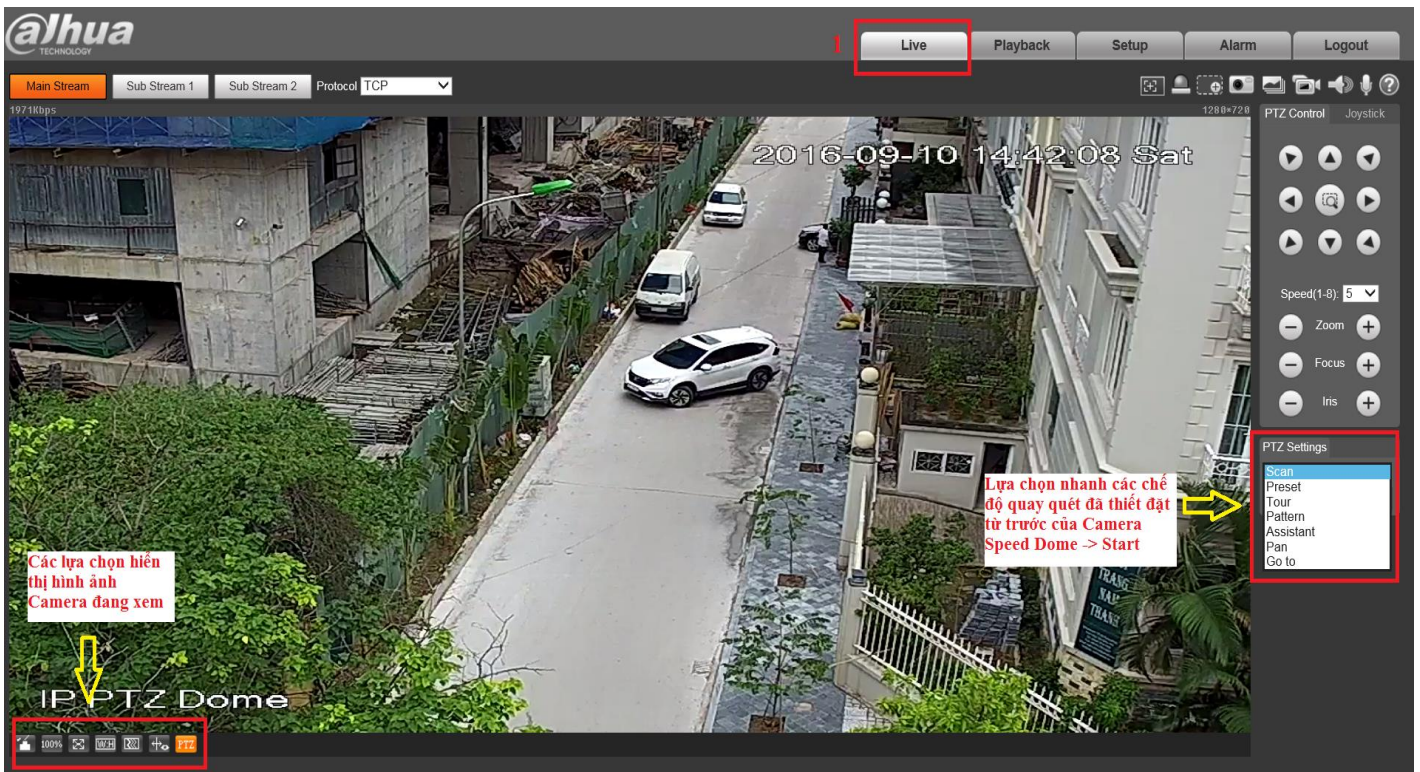 alhua
TECHNOLOGY
1
Live
Playback
Setup
Alarm
Logout
Main Stream
Sub Stream 1
Sub Stream 2
Protocol TCP
1971Kbps
1280*720
2016-09-10 14:42:08 Sat
PTZ Control
Joystick
Speed(1-8): 5
Zoom
Focus
Iris
PTZ Settings
Scan
Preset
Tour
Pattern
Assistant
Pan
Go to
Lựa chọn nhanh các chế
độ quay quét đã thiết đặt
từ trước của Camera
Speed Dome -> Start
Các lựa chọn hiển
thị hình ảnh
Camera đang xem
TRANG
NAM
THANH
IP PTZ Dome
100%
W:H
PTZ